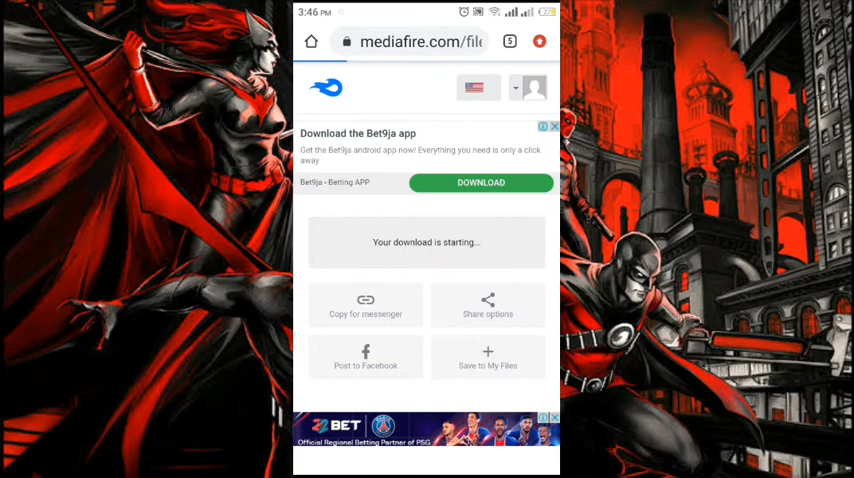 3:46 PM
27
mediafire.com/file
5
Download the Bet9ja app
Get the Bet9ja android app now! Everything you need is only a click
away
Bet9ja - Betting APP
DOWNLOAD
Your download is starting...
Copy for messenger
Share options
Post to Facebook
Save to My Files
22BET
Official Regional Betting Partner of PSG